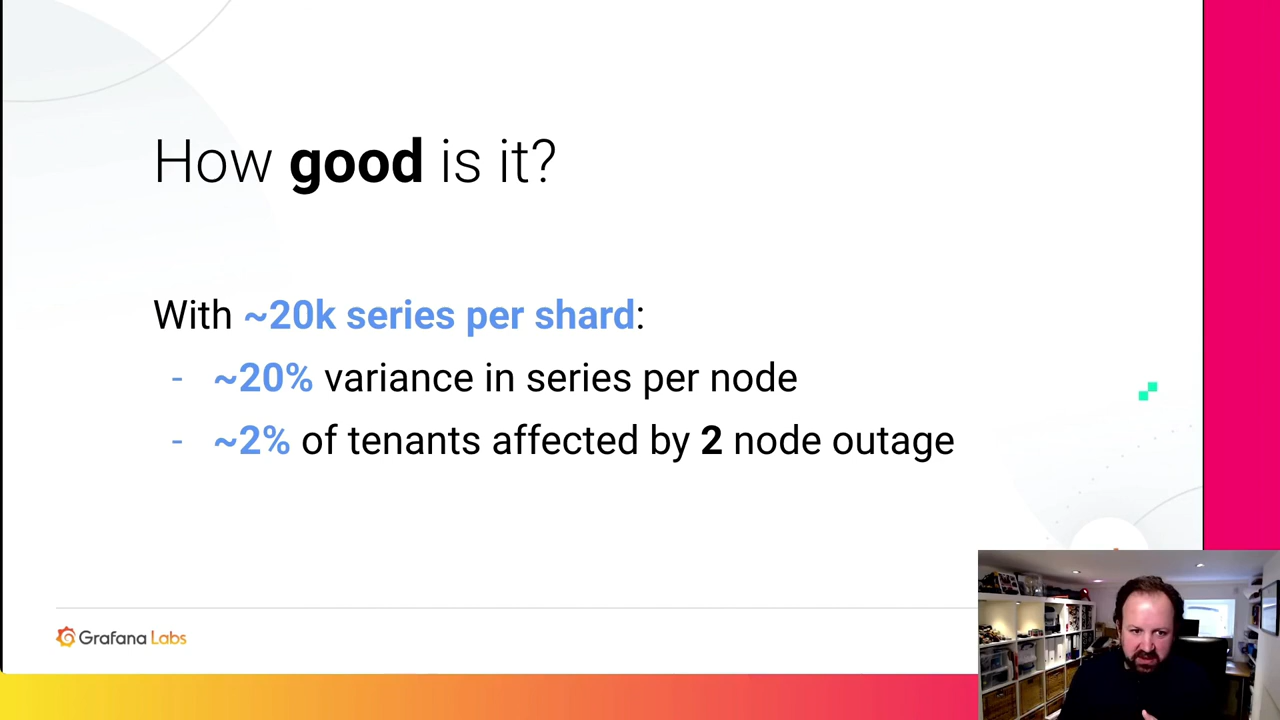 How good is it?
With ~20k series per shard:
- ~20% variance in series per node
- ~2% of tenants affected by 2 node outage
Grafana Labs